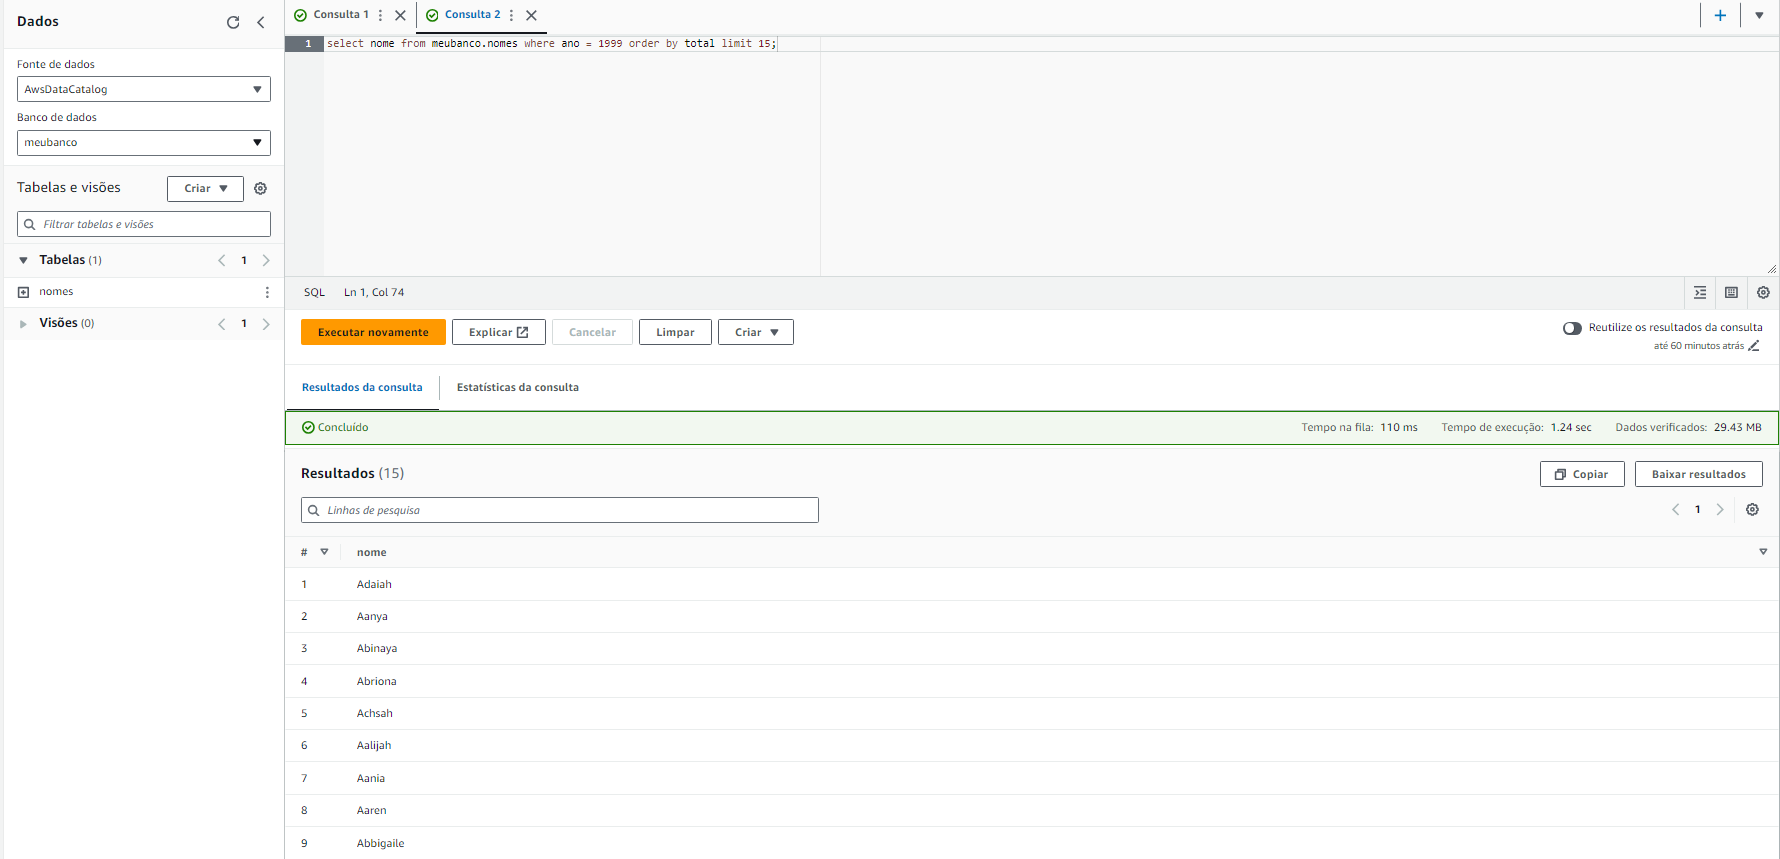 Dados
Fonte de dados
AwsDataCatalog
Banco de dados
meubanco
Tabelas e visões
Criar
Filtrar tabelas e visões
Tabelas (1)
1
nomes
Visões (0)
1
Consulta 1
Consulta 2
1 select nome from meubanco.nomes where ano = 1999 order by total limit 15;
SQL Ln 1, Col 74
Executar novamente Explicar Cancelar Limpar Criar
Reutilize os resultados da consulta
até 60 minutos atrás
Resultados da consulta Estatísticas da consulta
Concluído Tempo na fila: 110 ms Tempo de execução: 1.24 sec Dados verificados: 29.43 MB
Resultados (15)
Copiar Baixar resultados
Linhas de pesquisa
1
# nome
1 Adaiah
2 Aanya
3 Abinaya
4 Abriona
5 Achsah
6 Aalijah
7 Aania
8 Aaren
9 Abbigaile